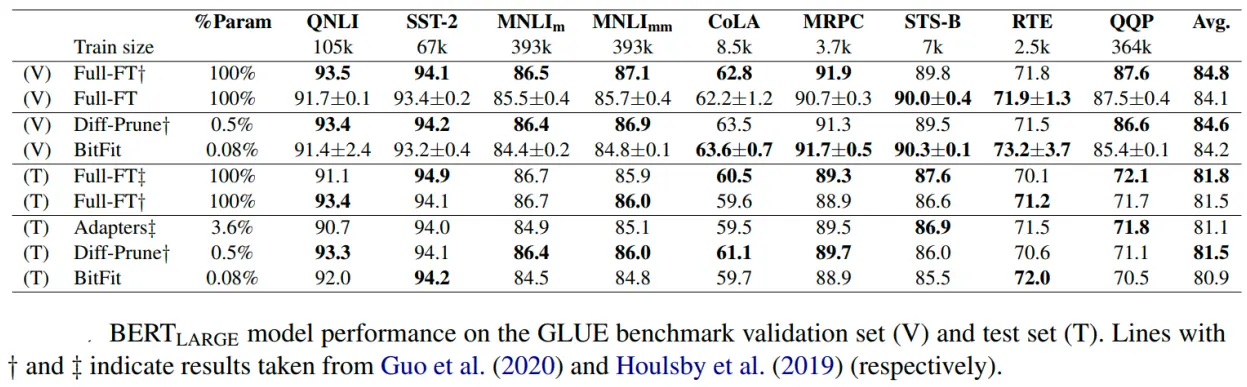 %Param QNLI SST-2 MNLIm MNLImm CoLA MRPC STS-B RTE QQP Avg.
Train size 105k 67k 393k 393k 8.5k 3.7k 7k 2.5k 364k
(V) Full-FT† 100% 93.5 94.1 86.5 87.1 62.8 91.9 89.8 71.8 87.6 84.8
(V) Full-FT 100% 91.7±0.1 93.4±0.2 85.5±0.4 85.7±0.4 62.2±1.2 90.7±0.3 90.0±0.4 71.9±1.3 87.5±0.4 84.1
(V) Diff-Prune† 0.5% 93.4 94.2 86.4 86.9 63.5 91.3 89.5 71.5 86.6 84.6
(V) BitFit 0.08% 91.4±2.4 93.2±0.4 84.4±0.2 84.8±0.1 63.6±0.7 91.7±0.5 90.3±0.1 73.2±3.7 85.4±0.1 84.2
(T) Full-FT‡ 100% 91.1 94.9 86.7 85.9 60.5 89.3 87.6 70.1 72.1 81.8
(T) Full-FT† 100% 93.4 94.1 86.7 86.0 59.6 88.9 86.6 71.2 71.7 81.5
(T) Adapters‡ 3.6% 90.7 94.0 84.9 85.1 59.5 89.5 86.9 71.5 71.8 81.1
(T) Diff-Prune† 0.5% 93.3 94.1 86.4 86.0 61.1 89.7 86.0 70.6 71.1 81.5
(T) BitFit 0.08% 92.0 94.2 84.5 84.8 59.7 88.9 85.5 72.0 70.5 80.9
BERTLARGE model performance on the GLUE benchmark validation set (V) and test set (T). Lines with
† and ‡ indicate results taken from Guo et al. (2020) and Houlsby et al. (2019) (respectively).